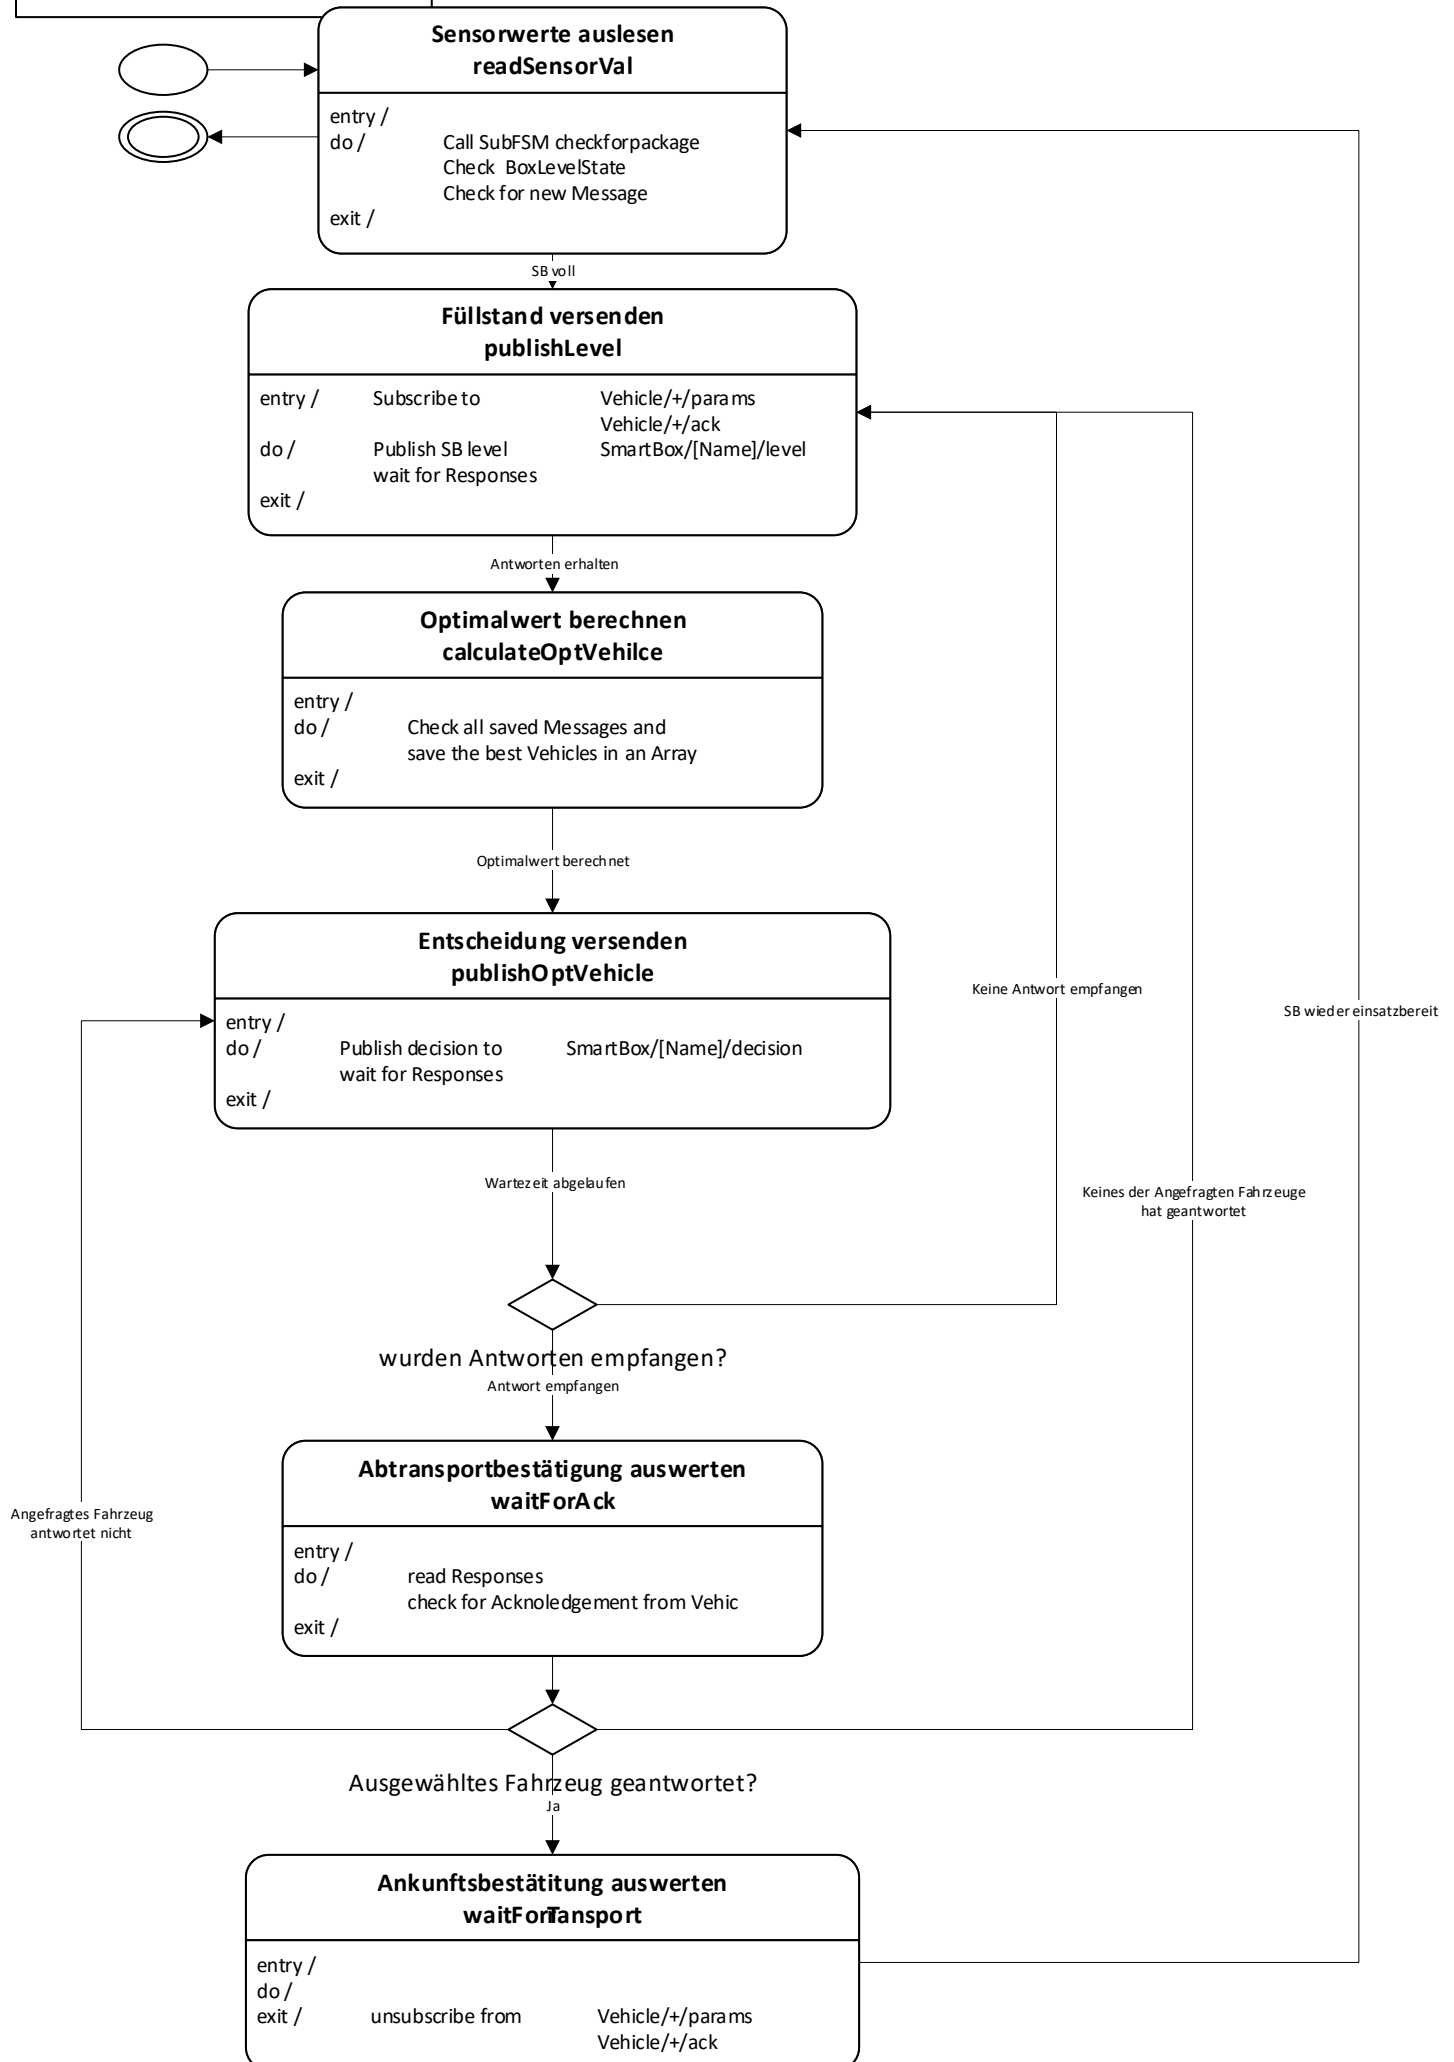 Sensorwerte auslesen
readSensorVal
entry /
do / Call SubFSM checkforpackage
Check BoxLevelState
Check for new Message
exit /
SB voll
Füllstand versenden
publishLevel
entry / Subscribe to Vehicle/+/params
Vehicle/+/ack
do / Publish SB level SmartBox/[Name]/level
wait for Responses
exit /
Antworten erhalten
Optimalwert berechnen
calculateOptVehilce
entry /
do / Check all saved Messages and
save the best Vehicles in an Array
exit /
Optimalwert berechnet
Entscheidung versenden
publishOptVehicle
entry /
do / Publish decision to SmartBox/[Name]/decision
wait for Responses
exit /
Keine Antwort empfangen
SB wieder einsatzbereit
Wartezeit abgelaufen
Keines der Angefragten Fahrzeuge
hat geantwortet
wurden Antworten empfangen?
Antwort empfangen
Abtransportbestätigung auswerten
waitForAck
entry /
do / read Responses
check for Acknoledgement from Vehic
exit /
Angefragtes Fahrzeug
antwortet nicht
Ausgewähltes Fahrzeug geantwortet?
Ja
Ankunftsbestätitung auswerten
waitForTransport
entry /
do /
exit / unsubscribe from Vehicle/+/params
Vehicle/+/ack